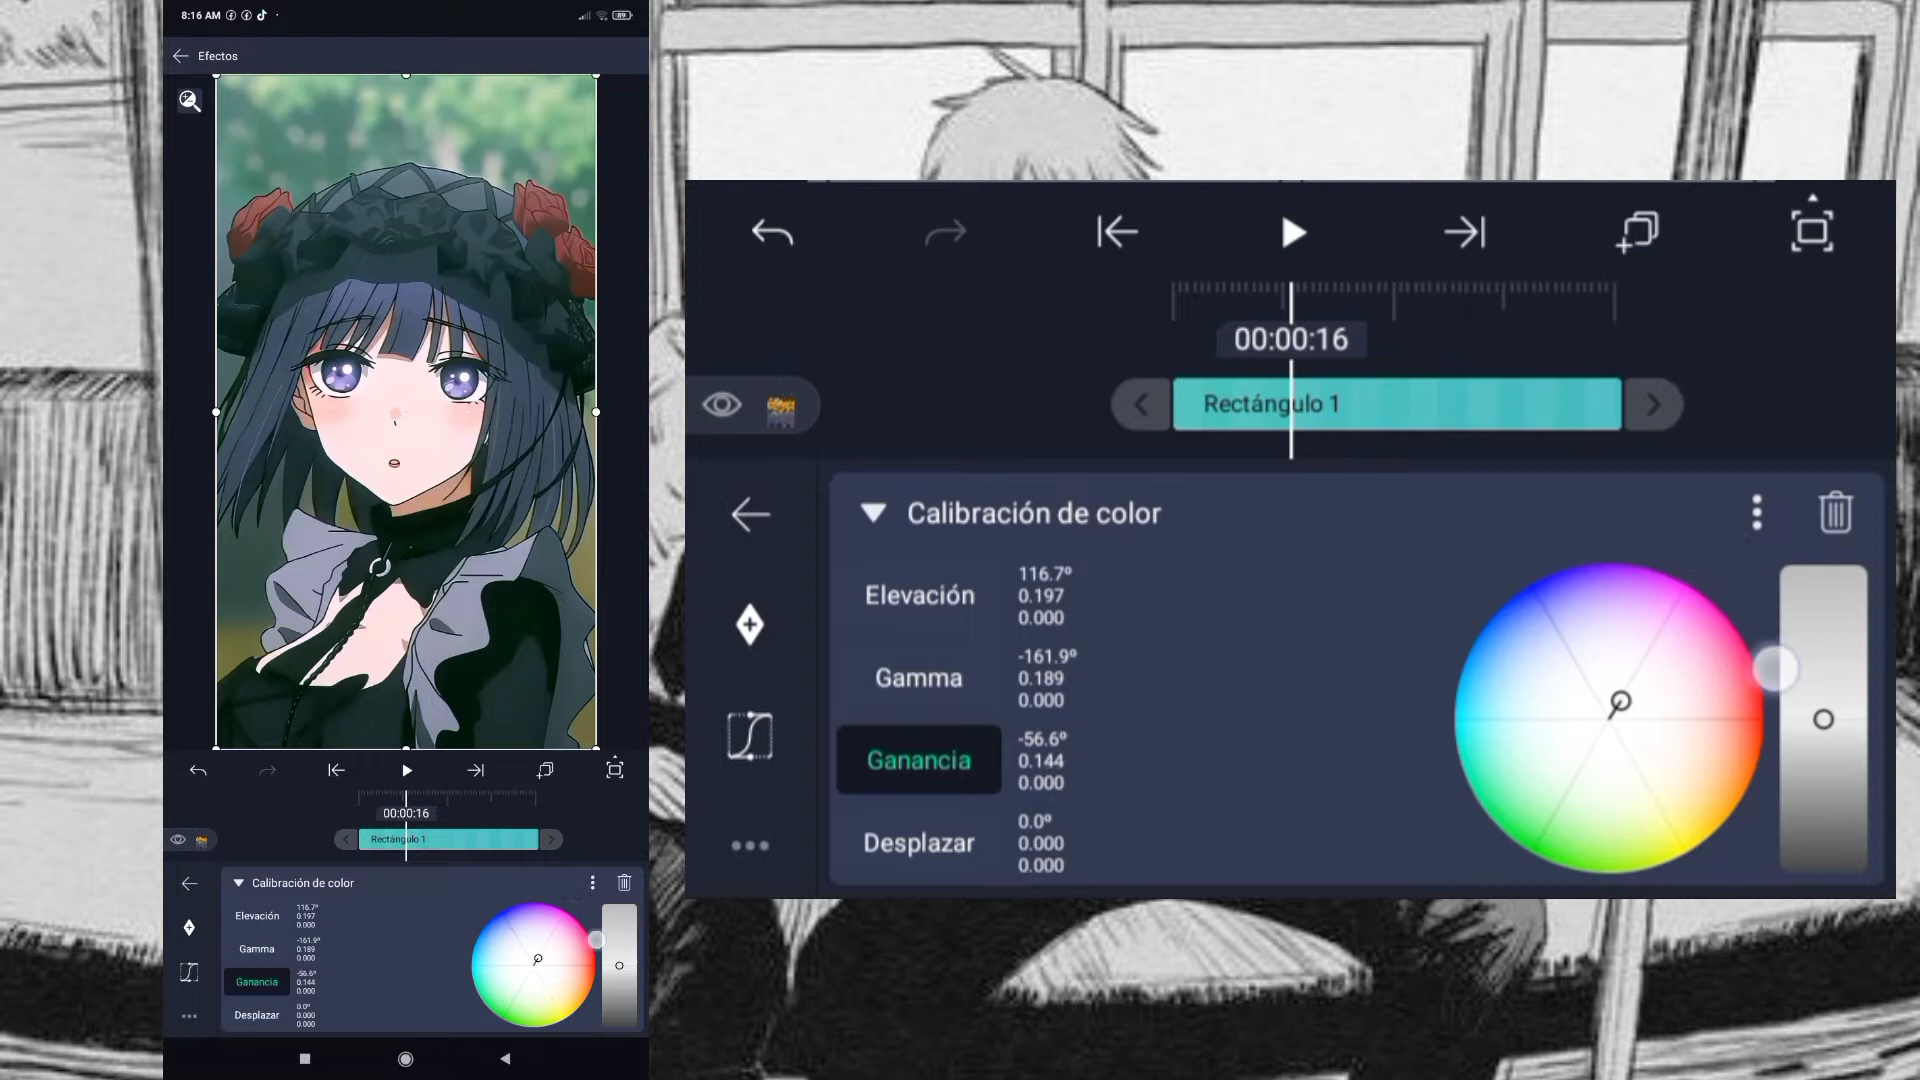 8:16 AM
89
Efectos
00:00:16
Rectángulo 1
Calibración de color
Elevación
116.7º
0.197
0.000
Gamma
-161.9º
0.189
0.000
Ganancia
-56.6º
0.144
0.000
Desplazar
0.0º
0.000
0.000
00:00:16
Rectángulo 1
Calibración de color
Elevación
116.7º
0.197
0.000
Gamma
-161.9º
0.189
0.000
Ganancia
-56.6º
0.144
0.000
Desplazar
0.0º
0.000
0.000